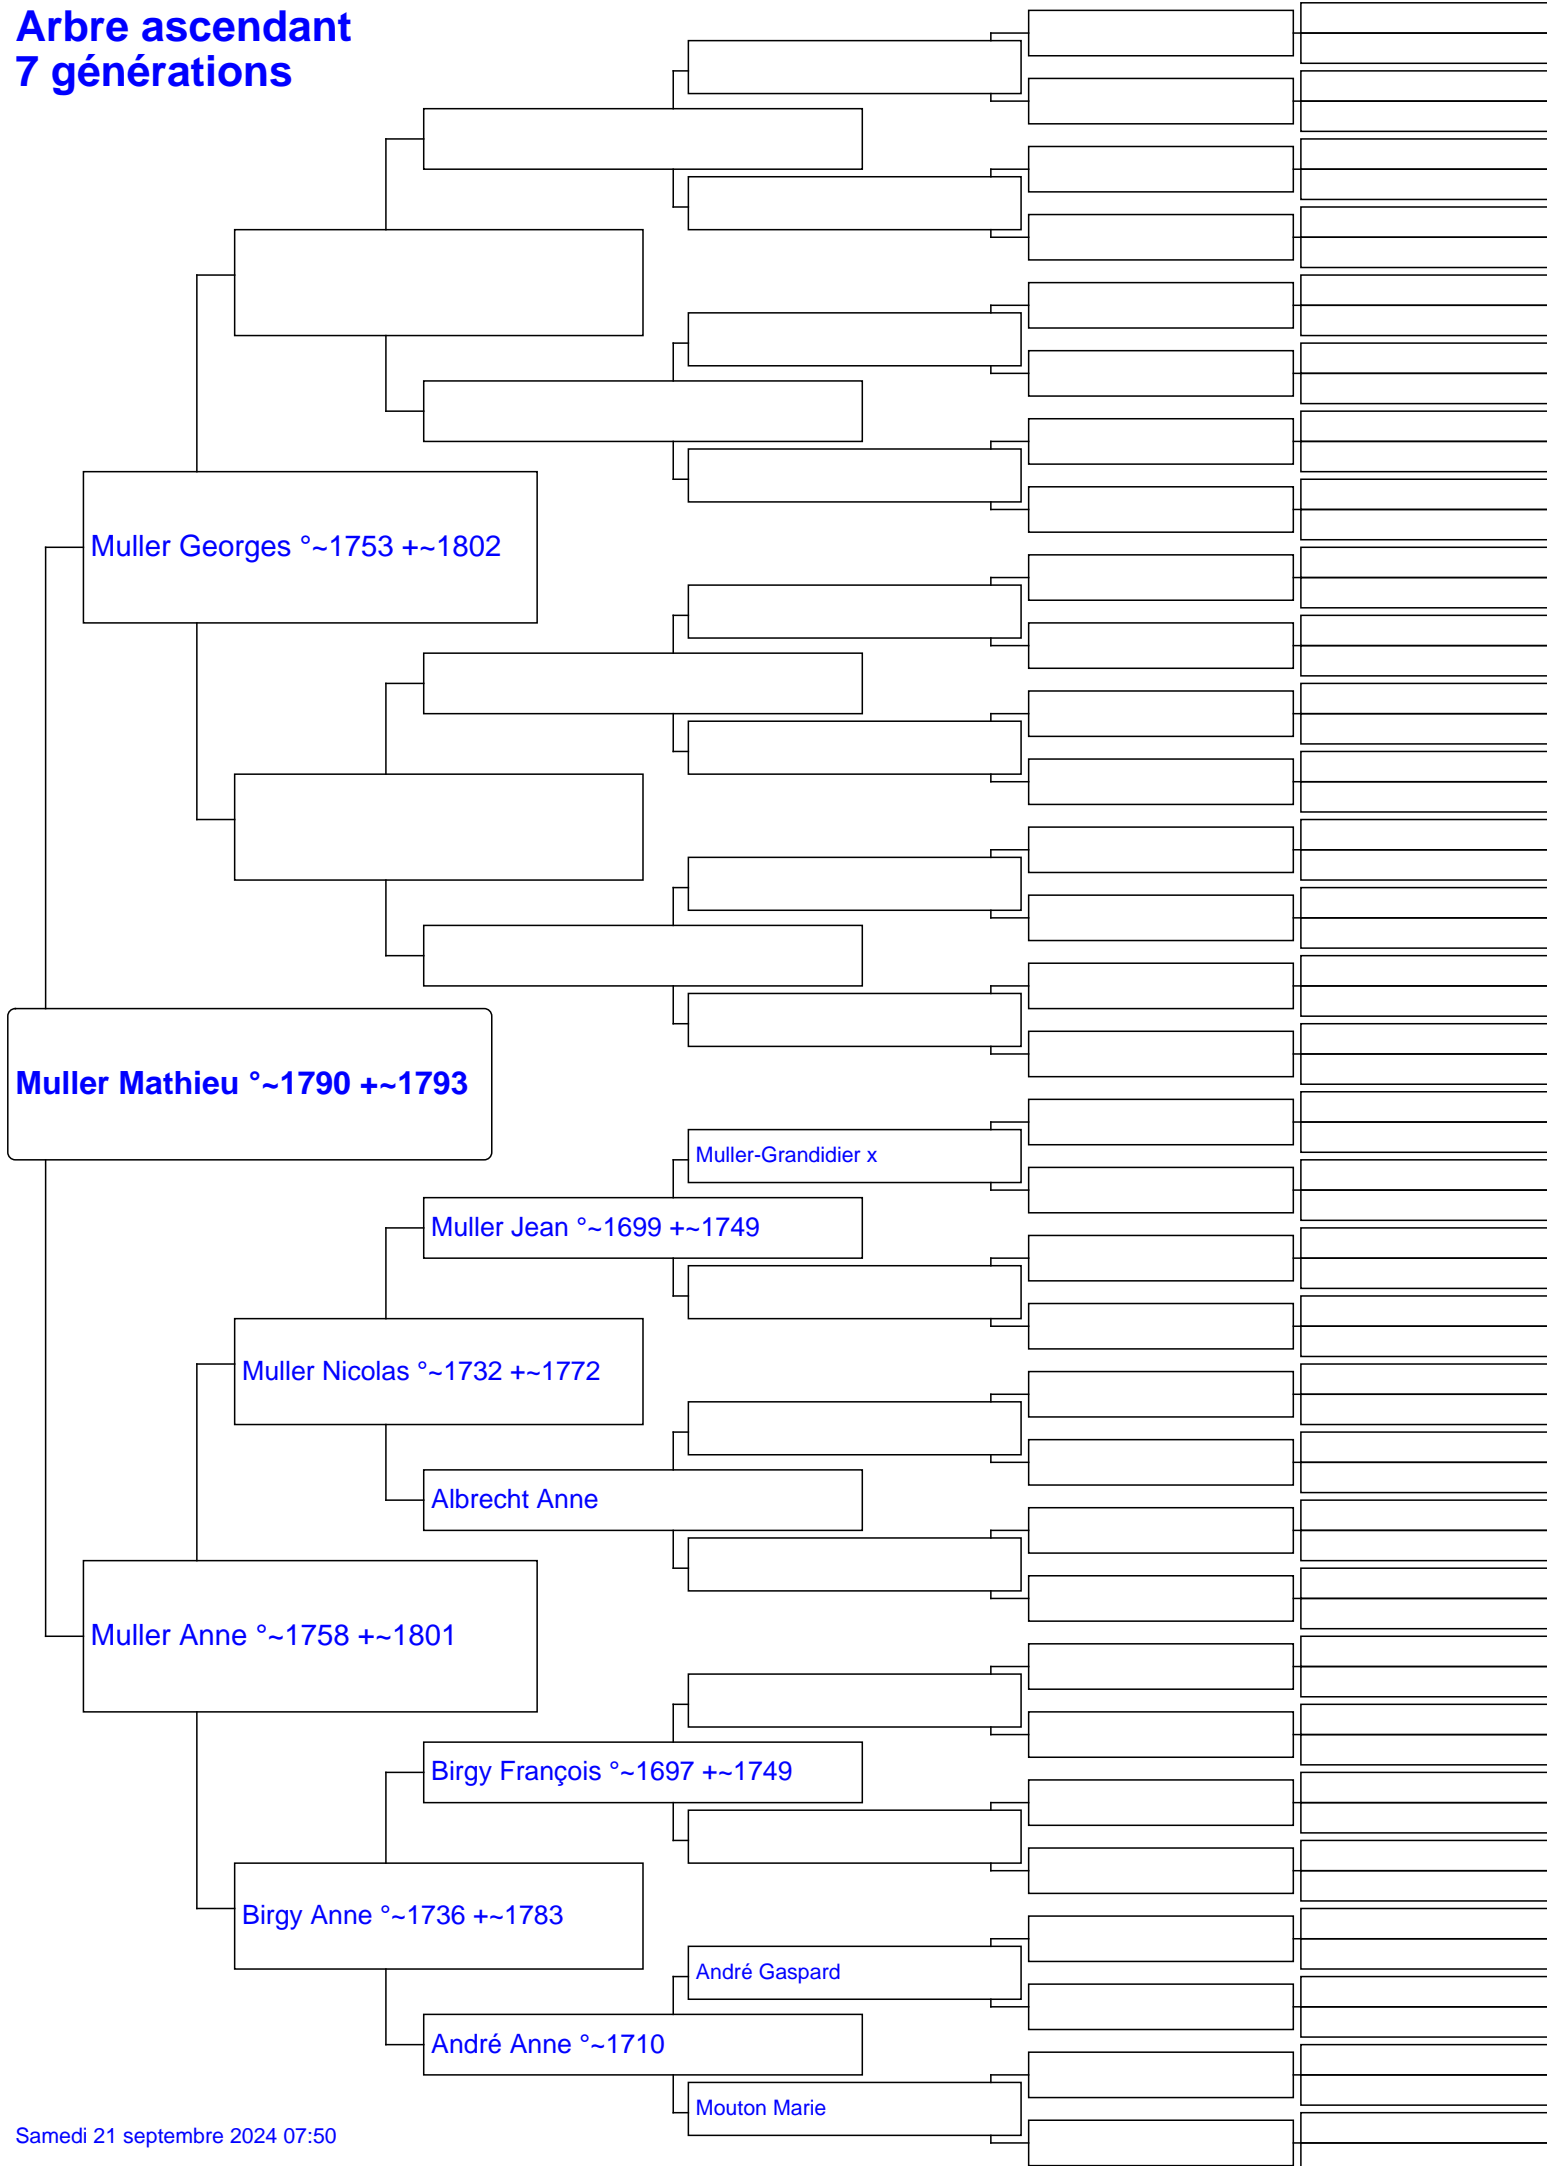 Arbre ascendant
7 générations
Muller Georges °~1753 +~1802
Muller Mathieu °~1790 +~1793
Muller-Grandidier x
Muller Jean °~1699 +~1749
Muller Nicolas °~1732 +~1772
Albrecht Anne
Muller Anne °~1758 +~1801
Birgy François °~1697 +~1749
Birgy Anne °~1736 +~1783
André Gaspard
André Anne °~1710
Mouton Marie
Samedi 21 septembre 2024 07:50